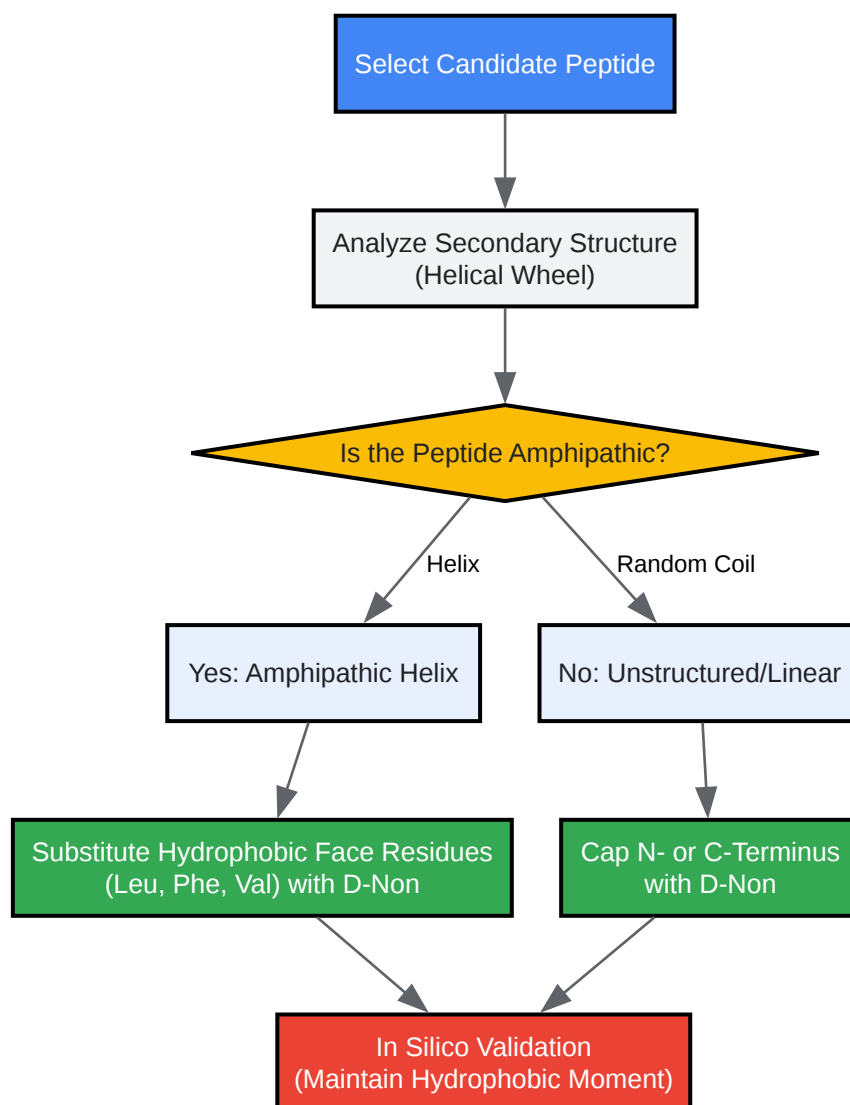 Select Candidate Peptide
Analyze Secondary Structure
(Helical Wheel)
Is the Peptide Amphipathic?
Helix
Random Coil
Yes: Amphipathic Helix
No: Unstructured/Linear
Substitute Hydrophobic Face Residues
(Leu, Phe, Val) with D-Non
Cap N- or C-Terminus
with D-Non
In Silico Validation
(Maintain Hydrophobic Moment)